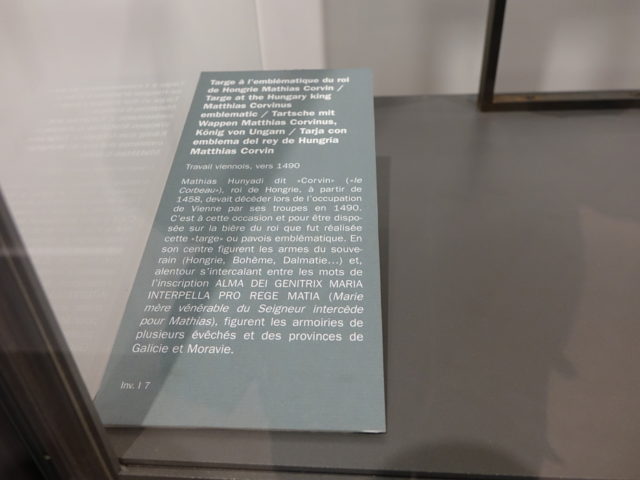 Targe à l'emblématique du roi
de Hongrie Mathias Corvin /
Targe at the Hungary king
Matthias Corvinus
emblematic / Tartsche mit
Wappen Matthias Corvinus,
König von Ungarn / Tarja con
emblema del rey de Hungria
Matthias Corvin
Travail viennois, vers 1490
Mathias Hunyadi dit «Corvin» («le
Corbeau»), roi de Hongrie, à partir de
1458, devait décéder lors de l'occupation
de Vienne par ses troupes en 1490.
C'est à cette occasion et pour être dispo-
sée sur la bière du roi que fut réalisée
cette «targe» ou pavois emblématique. En
son centre figurent les armes du souve-
rain (Hongrie, Bohème, Dalmatie...) et,
alentour s'intercalant entre les mots de
l'inscription ALMA DEI GENITRIX MARIA
INTERPELLA PRO REGE MATIA (Marie
mère vénérable du Seigneur intercède
pour Mathias), figurent les armoiries de
plusieurs évêchés et des provinces de
Galicie et Moravie.
Inv. I 7